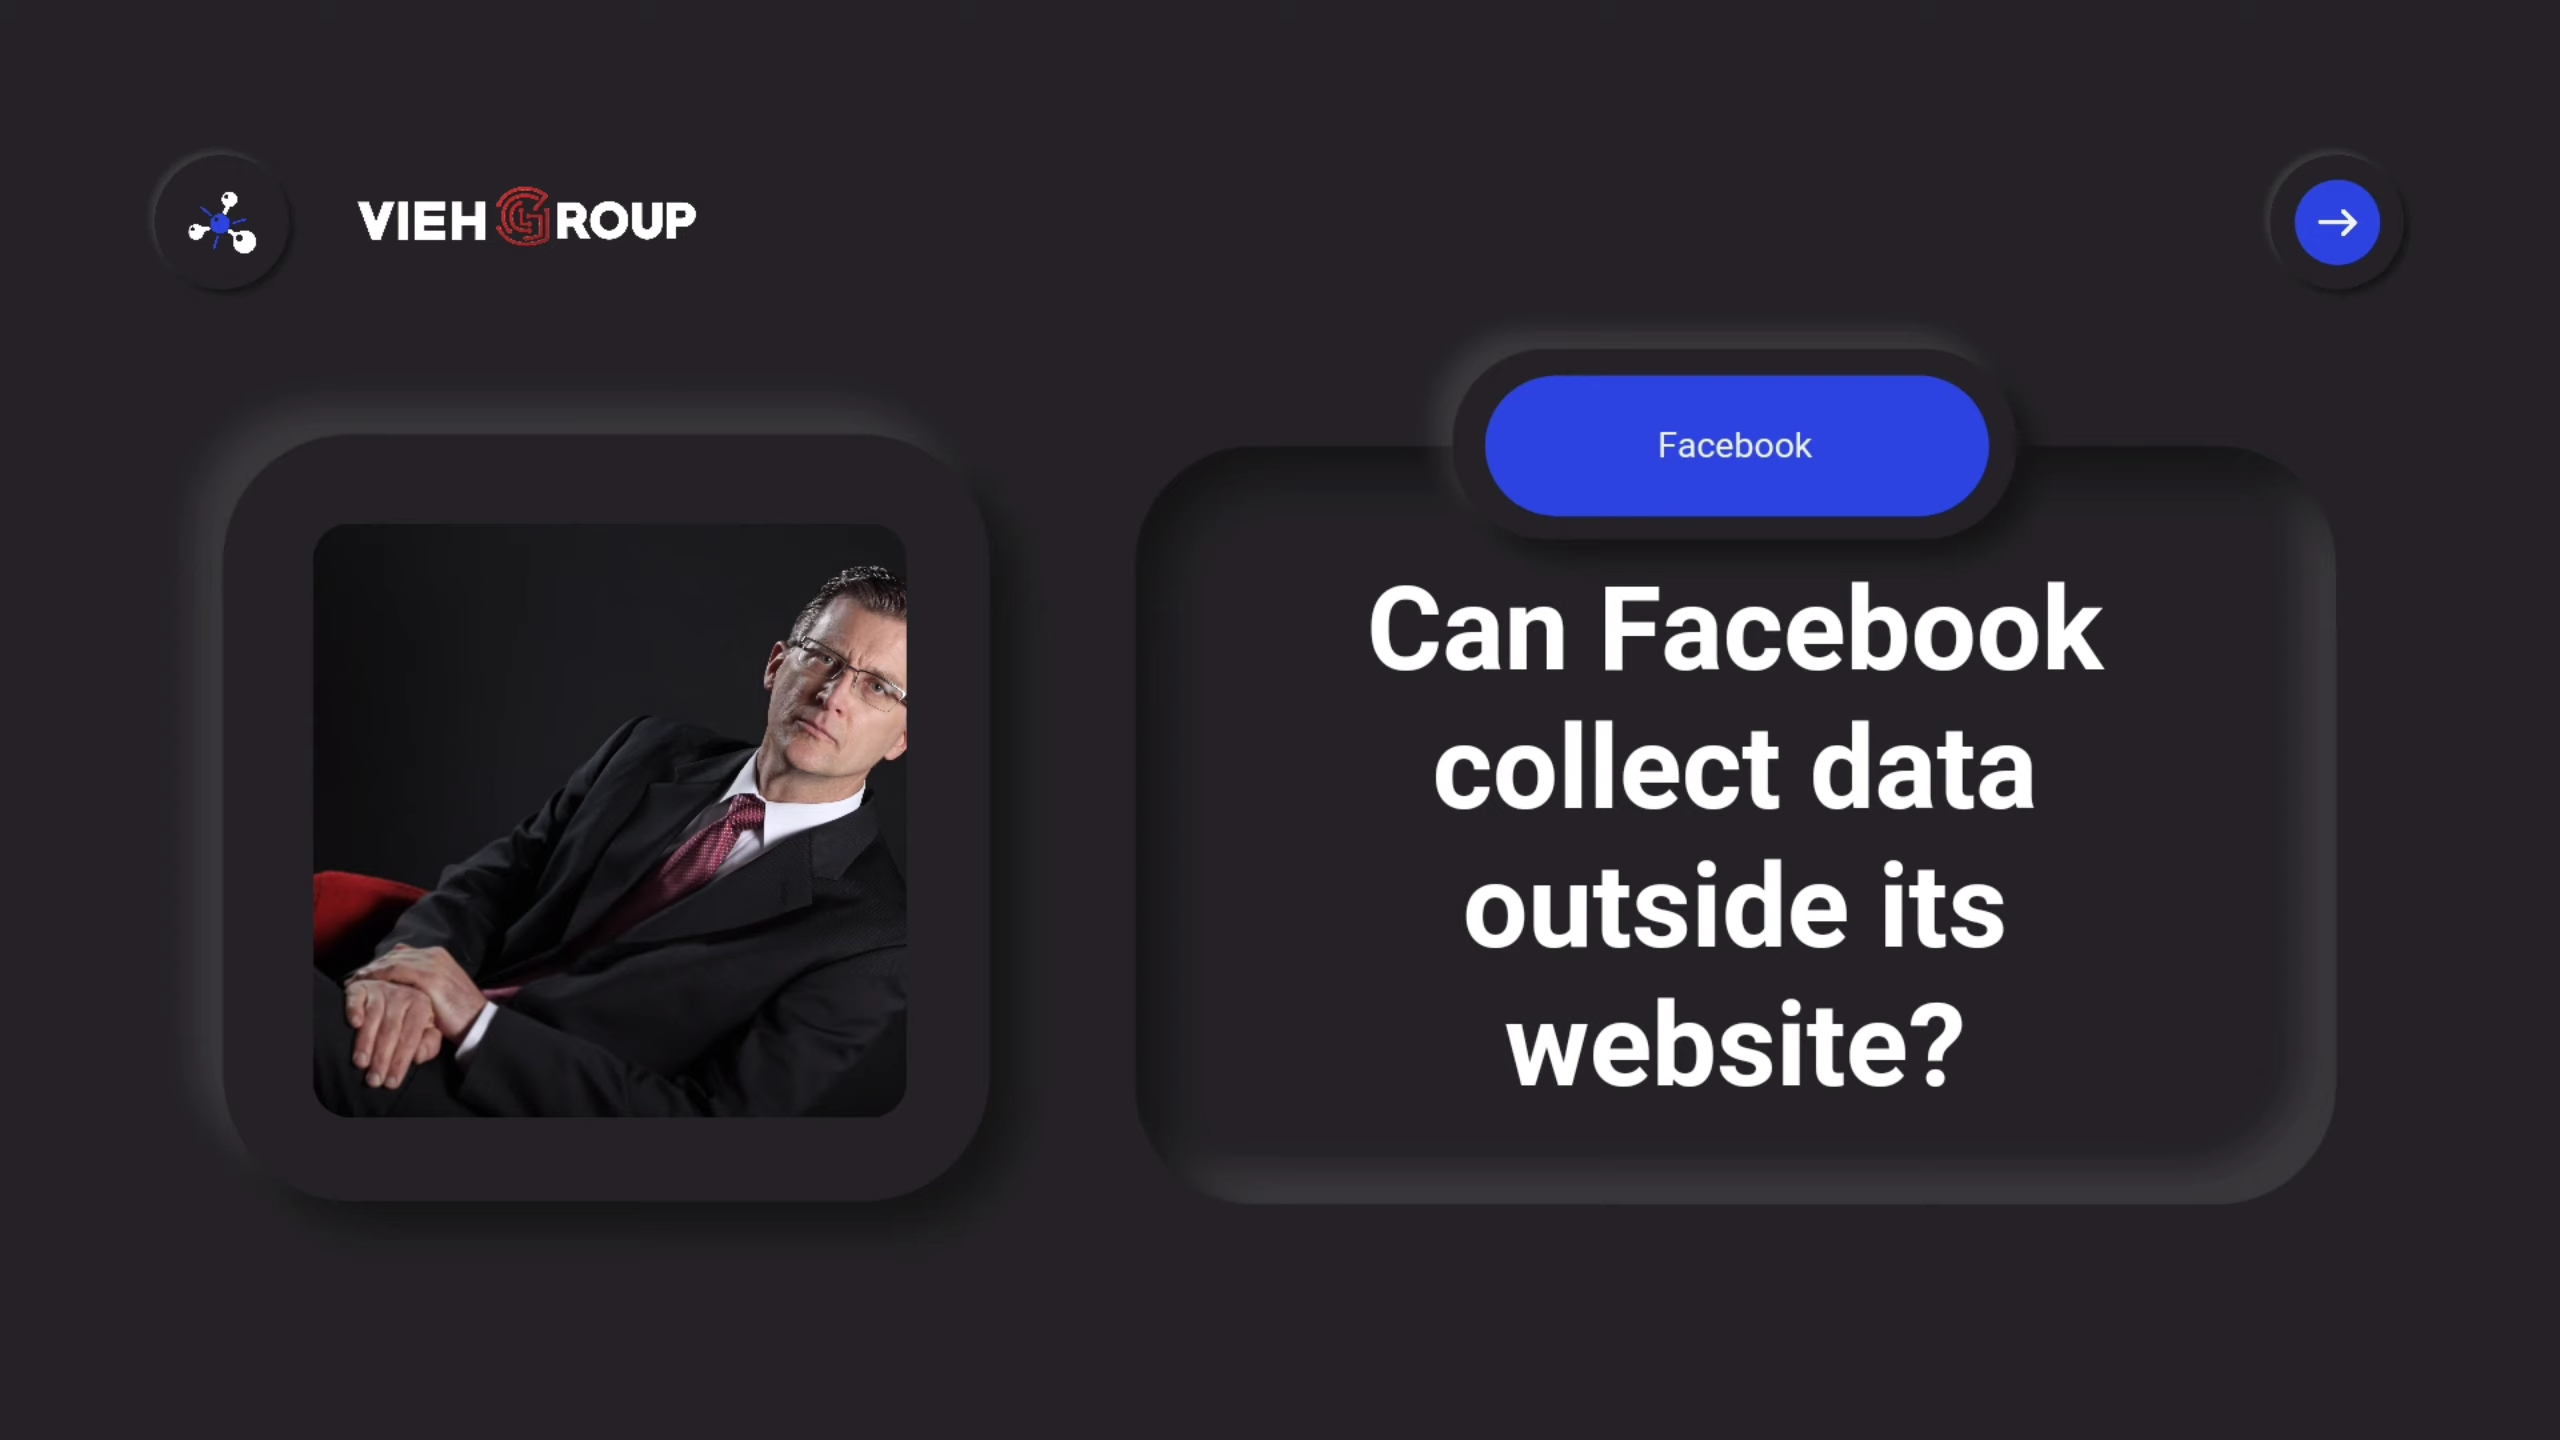 VIEH GROUP
Facebook
Can Facebook
collect data
outside its
website?